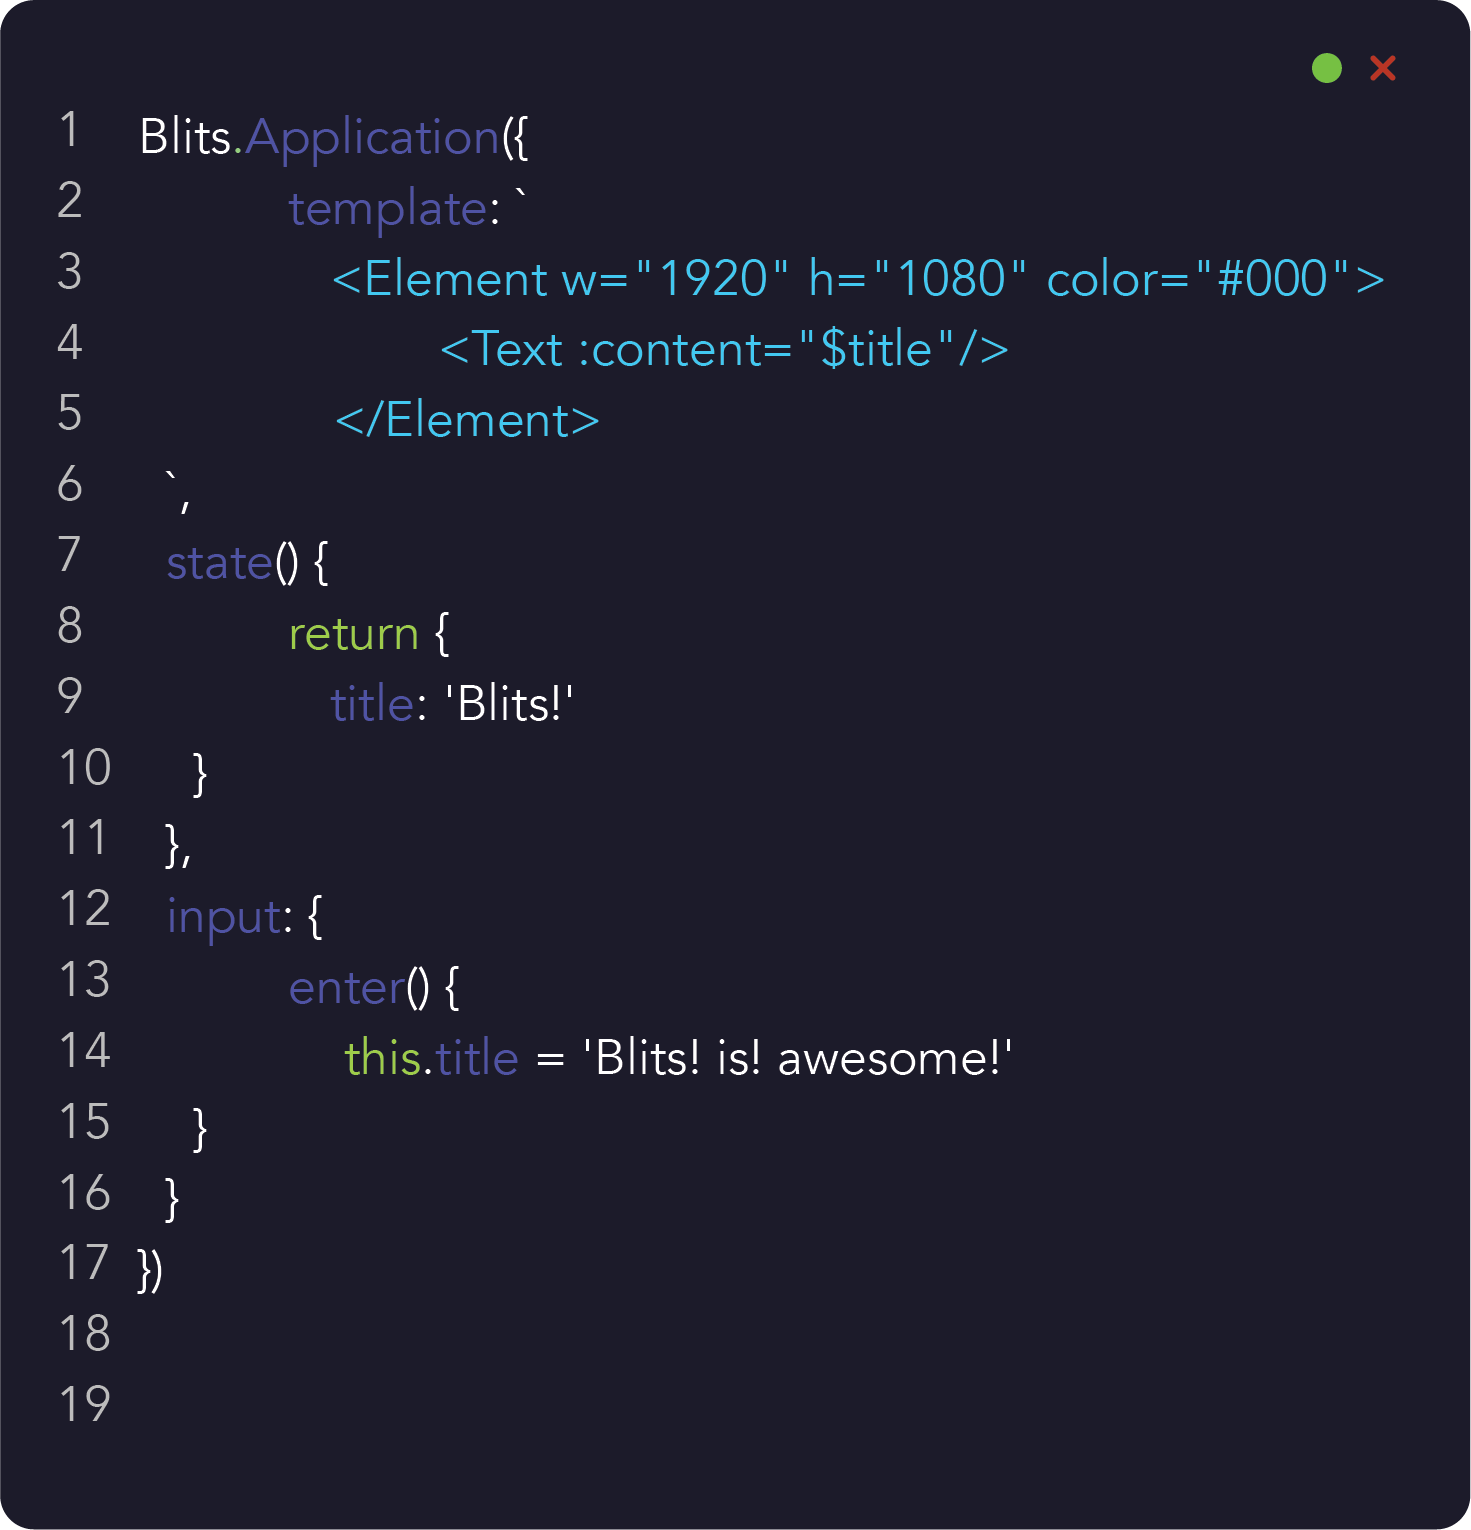 1 Blits.Application({
2 template: `
3 <Element w="1920" h="1080" color="#000">
4 <Text :content="$title"/>
5 </Element>
6 `,
7 state() {
8 return {
9 title: 'Blits!'
10 }
11 },
12 input: {
13 enter() {
14 this.title = 'Blits! is! awesome!'
15 }
16 }
17 })
18
19